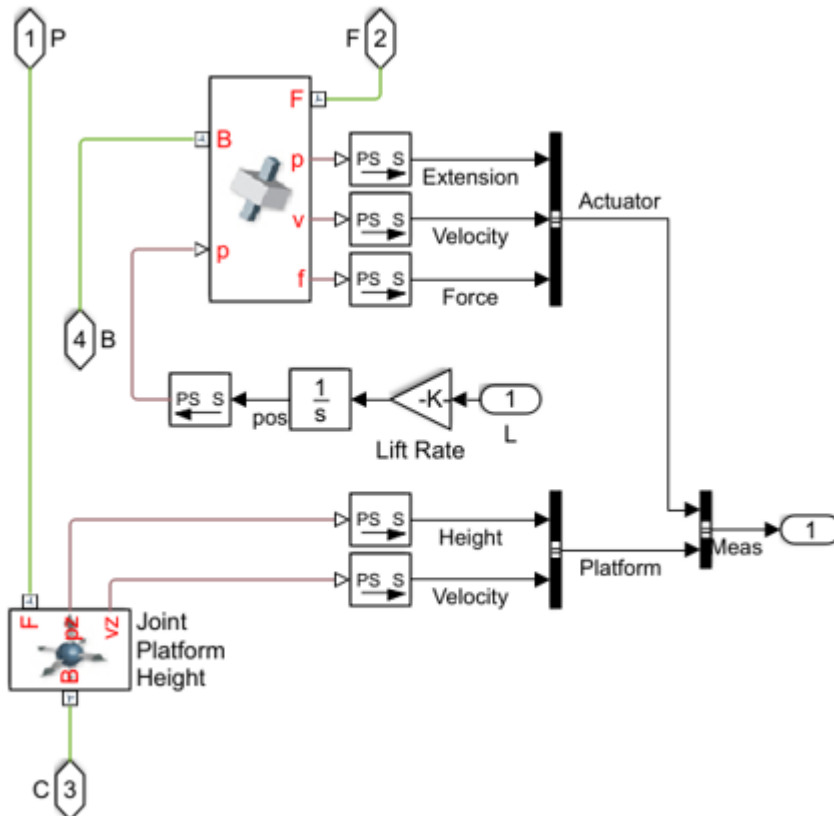 1 P
F 2
F
B
p
PS S
Extension
Actuator
v
PS S
Velocity
p
f
PS S
Force
4 B
PS S
pos
1
s
-K-
1
L
Lift Rate
PS S
Height
PS S
Velocity
Platform
Meas
1
F
pz
vz
B
Joint
Platform
Height
C 3